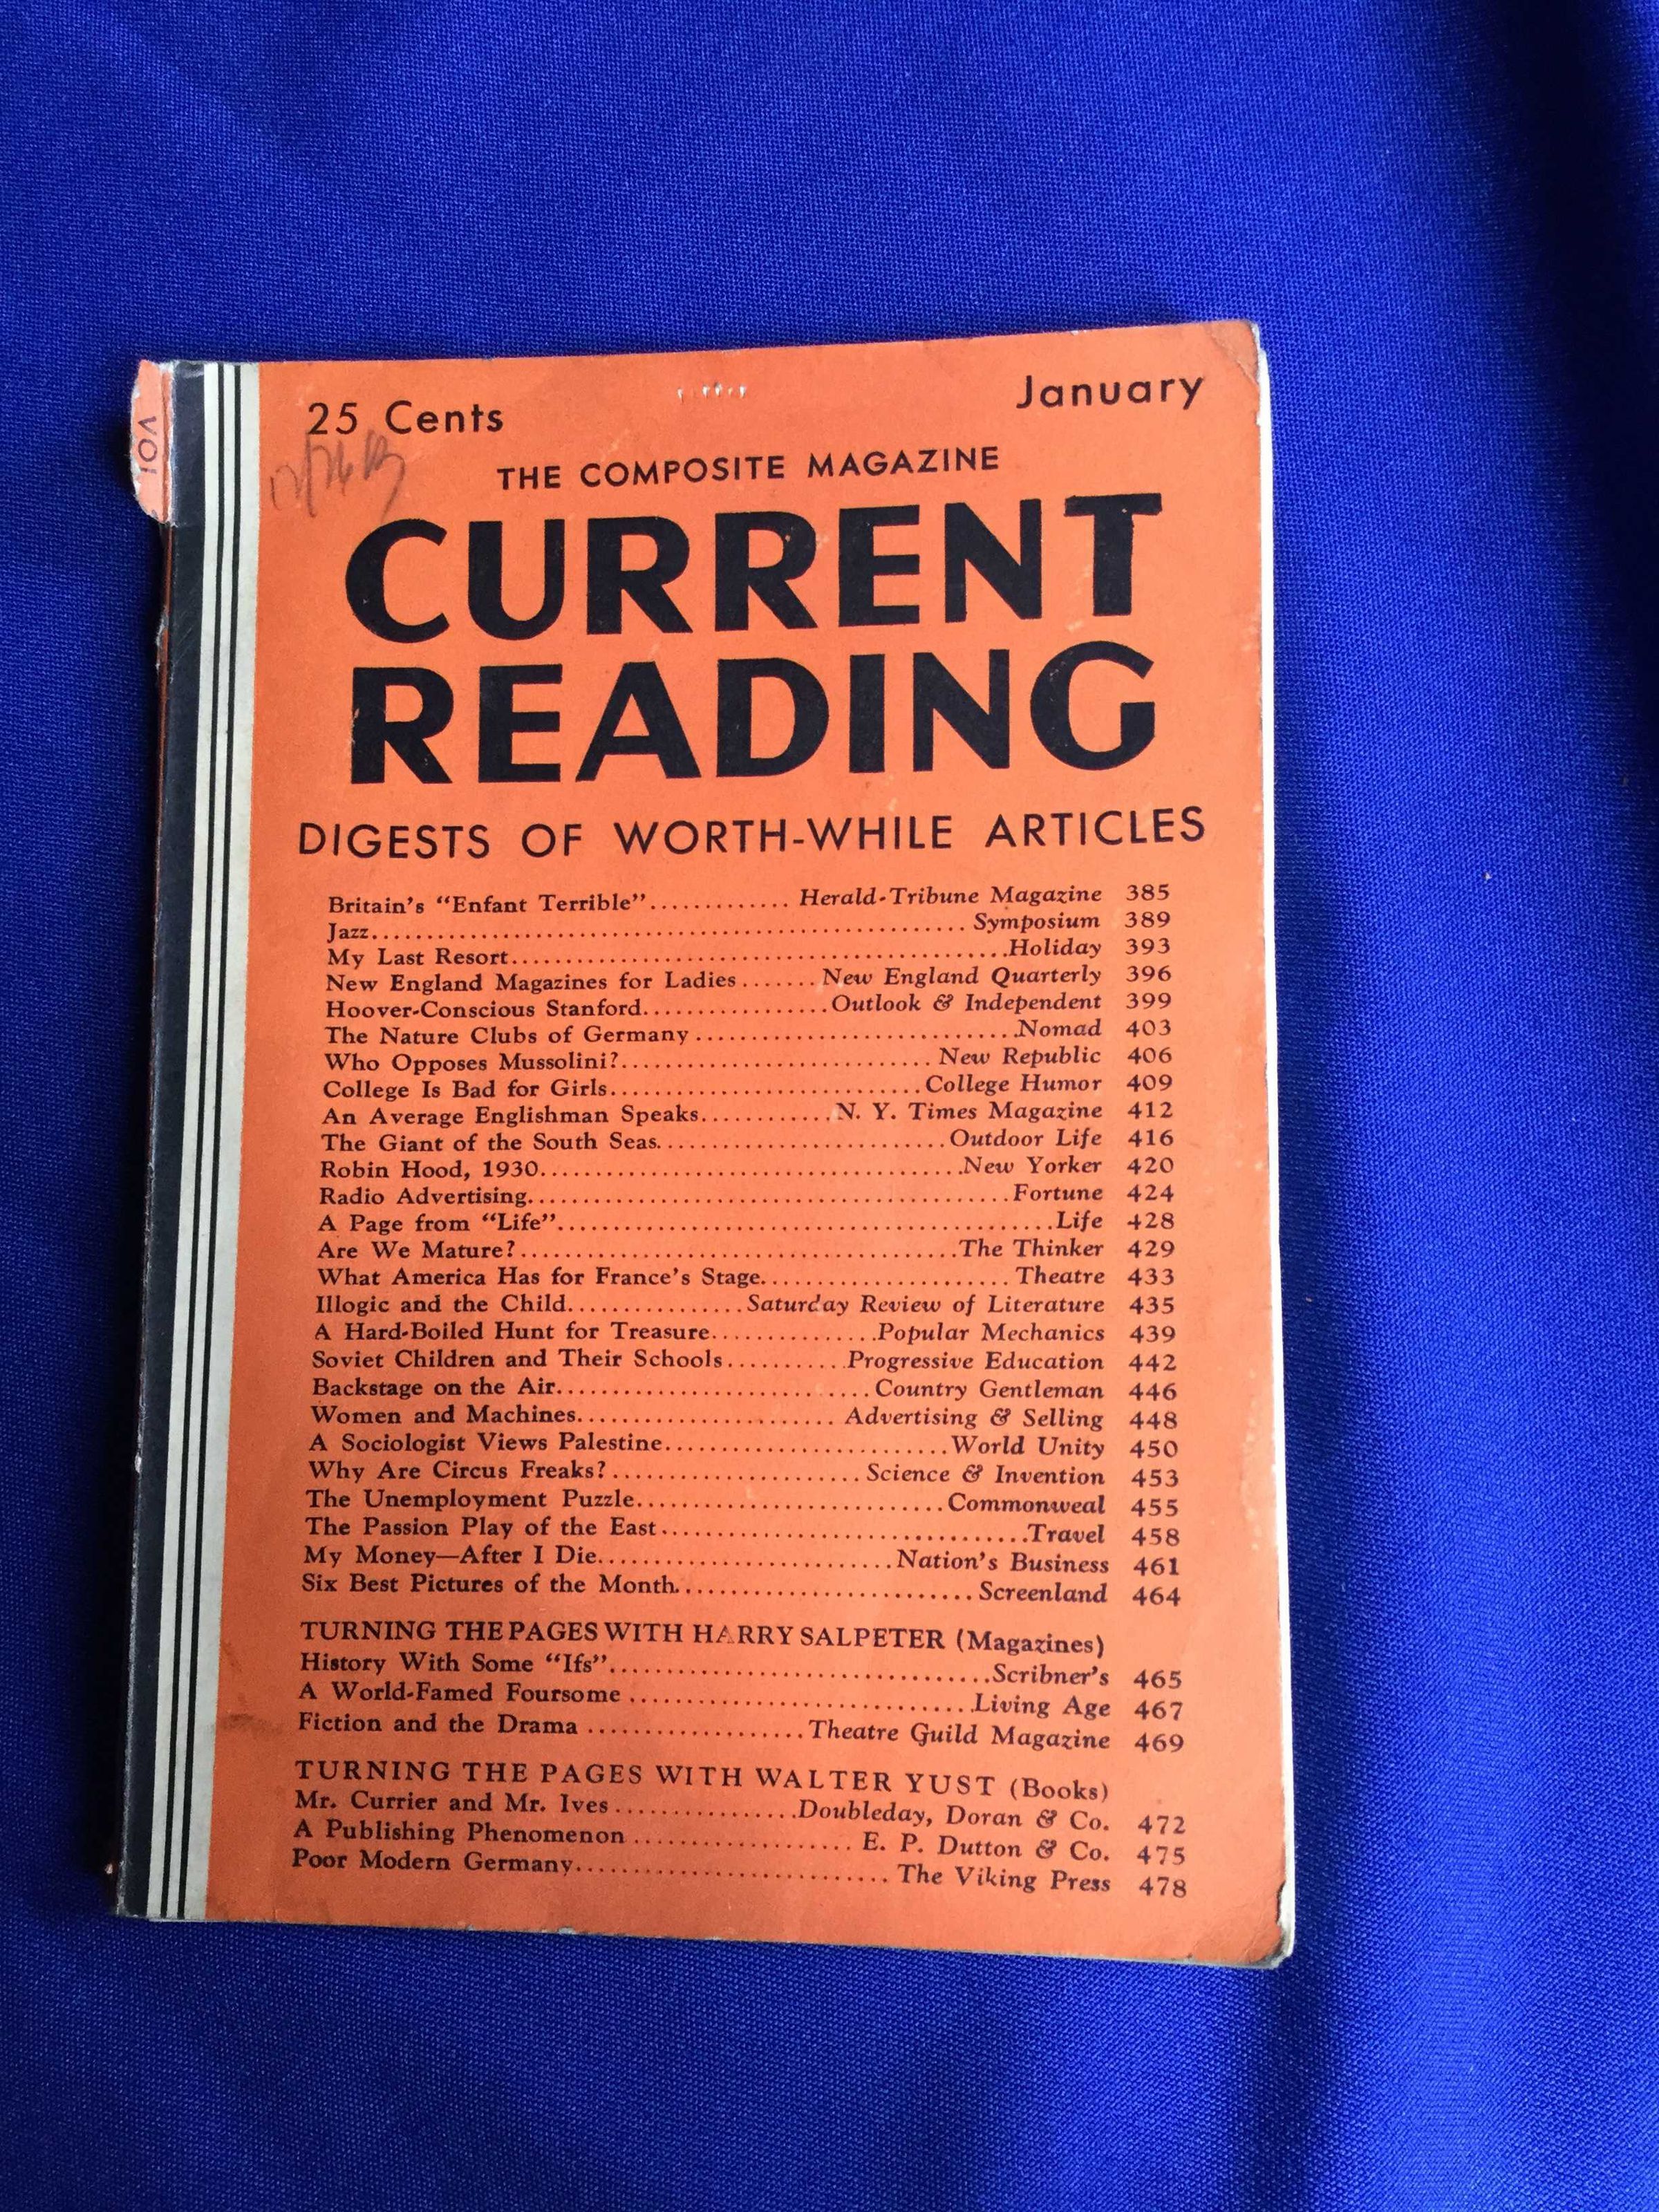 VOL
25 Cents January
THE COMPOSITE MAGAZINE
CURRENT
READING
DIGESTS OF WORTH-WHILE ARTICLES
Britain's "Enfant Terrible"............. Herald-Tribune Magazine 385
Jazz...................................................... Symposium 389
My Last Resort..............................................Holiday 393
New England Magazines for Ladies.......New England Quarterly 396
Hoover-Conscious Stanford.................Outlook & Independent 399
The Nature Clubs of Germany..............................Nomad 403
Who Opposes Mussolini?............................. New Republic 406
College Is Bad for Girls.............................College Humor 409
An Average Englishman Speaks............N. Y. Times Magazine 412
The Giant of the South Seas..........................Outdoor Life 416
Robin Hood, 1930.......................................New Yorker 420
Radio Advertising............................................Fortune 424
A Page from "Life"..............................................Life 428
Are We Mature?........................................The Thinker 429
What America Has for France's Stage....................... Theatre 433
Illogic and the Child................Saturday Review of Literature 435
A Hard-Boiled Hunt for Treasure...............Popular Mechanics 439
Soviet Children and Their Schools...........Progressive Education 442
Backstage on the Air.............................Country Gentleman 446
Women and Machines........................ Advertising & Selling 448
A Sociologist Views Palestine..........................World Unity 450
Why Are Circus Freaks?.......................Science & Invention 453
The Unemployment Puzzle............................Commonweal 455
The Passion Play of the East..................................Travel 458
My Money—After I Die...........................Nation's Business 461
Six Best Pictures of the Month........................... Screenland 464
TURNING THE PAGES WITH HARRY SALPETER (Magazines)
History With Some "Ifs"...................................Scribner's 465
A World-Famed Foursome................................Living Age 467
Fiction and the Drama....................Theatre Guild Magazine 469
TURNING THE PAGES WITH WALTER YUST (Books)
Mr. Currier and Mr. Ives.................Doubleday, Doran & Co. 472
A Publishing Phenomenon.................... E. P. Dutton & Co. 475
Poor Modern Germany............................. The Viking Press 478